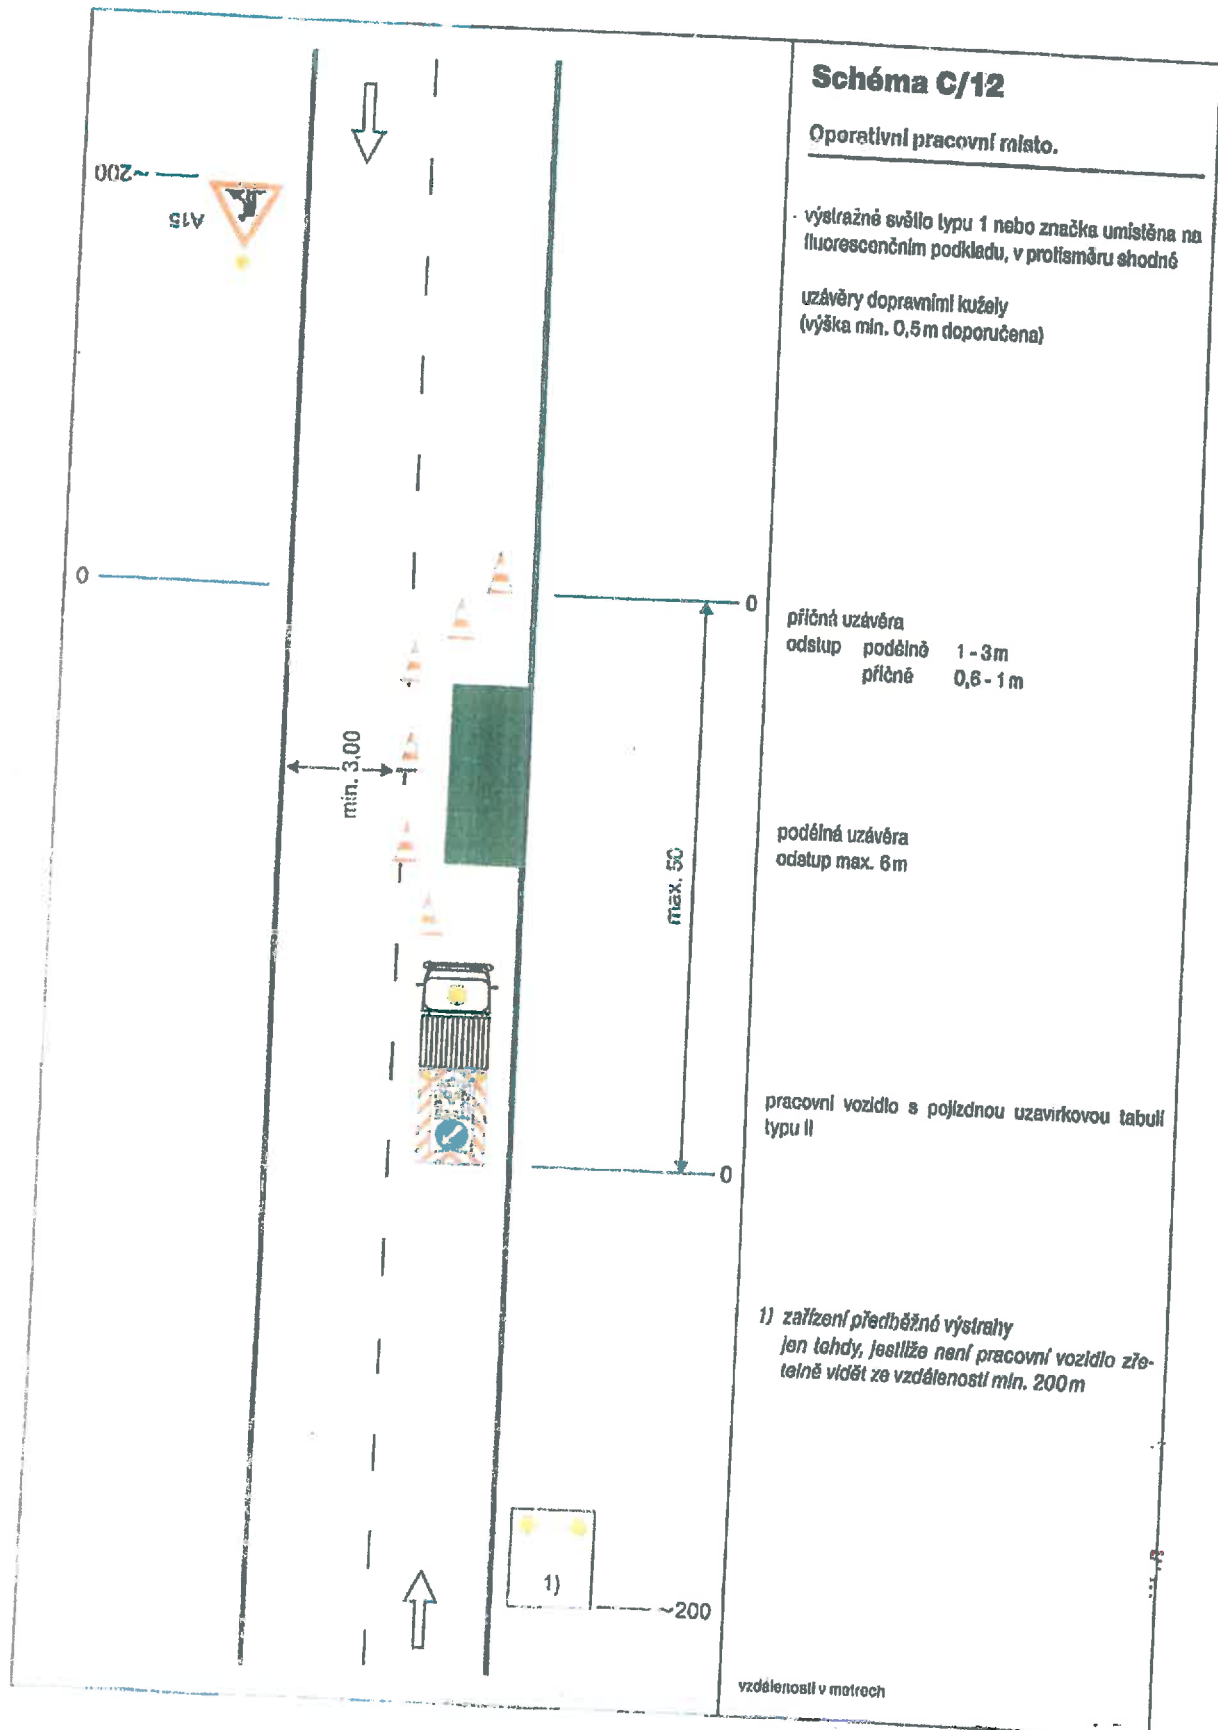 Schéma C/12
Operativní pracovní místo.
výstražné světlo typu 1 nebo značka umístěna na
fluorescenčním podkladu, v protisměru shodně
uzávěry dopravními kužely
(výška min. 0,5 m doporučena)
~200
A15
0
0
příčná uzávěra
odstup podélně 1 - 3 m
příčně 0,6 - 1 m
min. 3,00
podélná uzávěra
odstup max. 6 m
max. 50
pracovní vozidlo s pojízdnou uzavírkovou tabulí
typu II
0
1) zařízení předběžné výstrahy
jen tehdy, jestliže není pracovní vozidlo zře-
telně vidět ze vzdálenosti min. 200 m
1)
~200
vzdálenosti v metrech